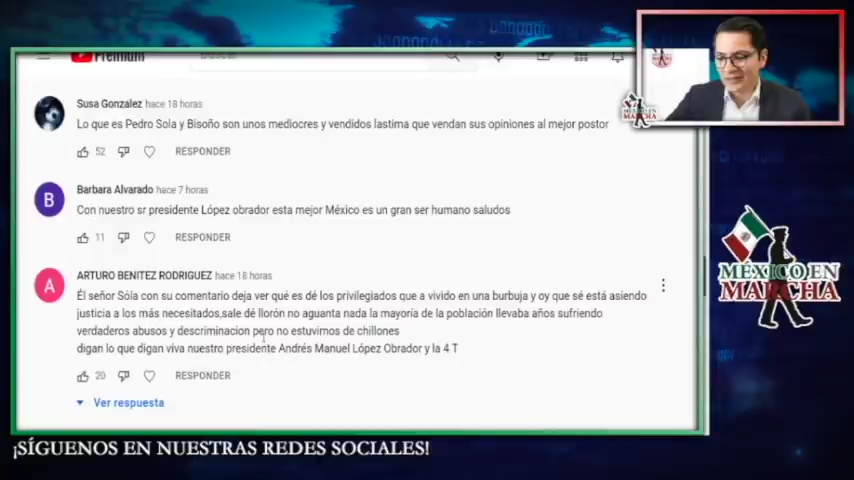 Premium
Susa Gonzalez hace 18 horas
Lo que es Pedro Sola y Bisoño son unos mediocres y vendidos lastima que vendan sus opiniones al mejor postor
52 RESPONDER
B
Barbara Alvarado hace 7 horas
Con nuestro sr presidente López obrador esta mejor México es un gran ser humano saludos
11 RESPONDER
A
ARTURO BENITEZ RODRIGUEZ hace 18 horas
Él señor Sóla con su comentario deja ver qué es dé los privilegiados que a vivido en una burbuja y oy que sé está asiendo
justicia a los más necesitados,sale dé llorón no aguanta nada la mayoría de la población llevaba años sufriendo
verdaderos abusos y descriminacion pero no estuvimos de chillones
digan lo que digan viva nuestro presidente Andrés Manuel López Obrador y la 4 T
20 RESPONDER
Ver respuesta
MÉXICO EN
MARCHA
MÉXICO EN
MARCHA
¡SÍGUENOS EN NUESTRAS REDES SOCIALES!